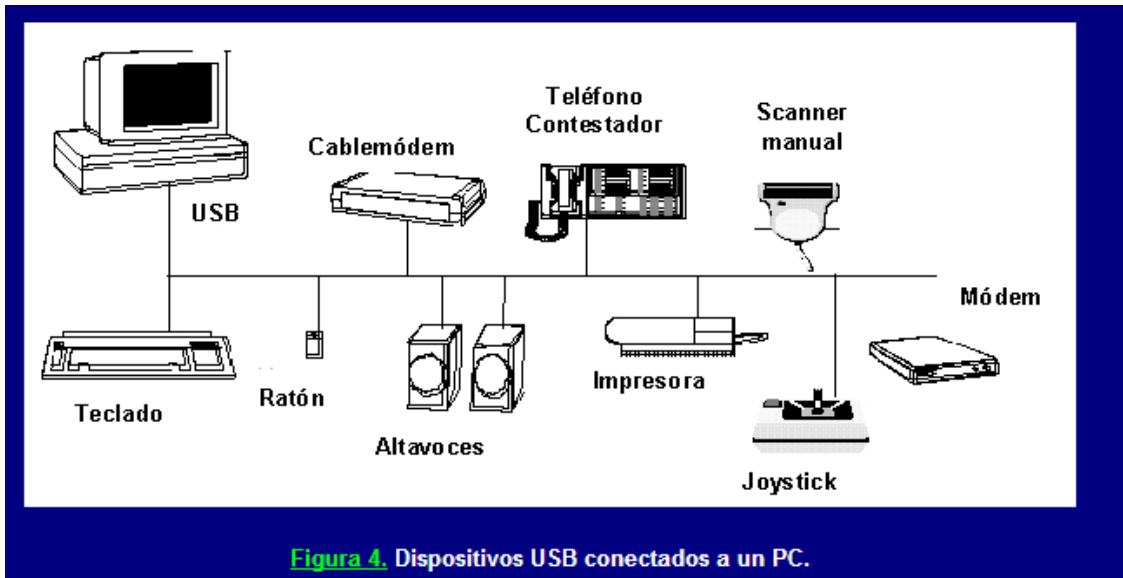 Teléfono
Contestador
Scanner
manual
Cablemódem
USB
Módem
Teclado
Ratón
Altavoces
Impresora
Joystick
Figura 4. Dispositivos USB conectados a un PC.